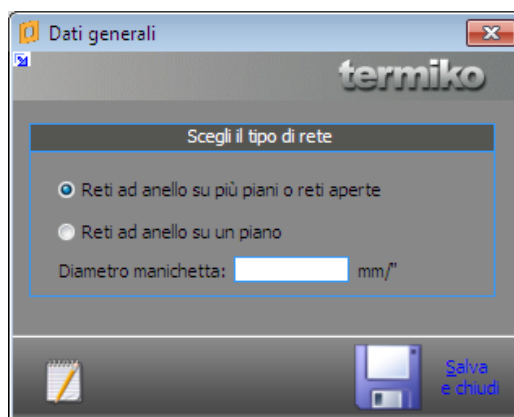 Dati generali
termiko
Scegli il tipo di rete
Reti ad anello su più piani o reti aperte
Reti ad anello su un piano
Diametro manichetta: mm/"
Salva
e chiudi